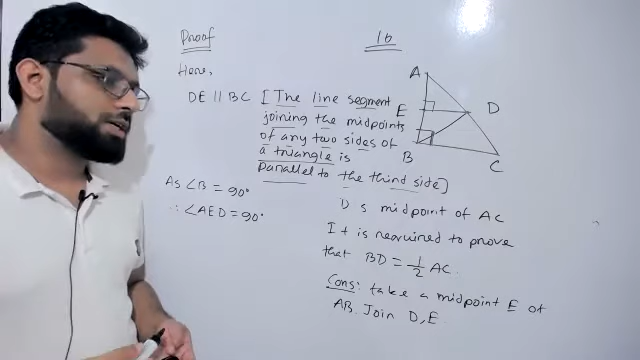 Proof
16
Here,
DE || BC [The line segment
joining the midpoints
of any two sides of
a triangle is
parallel to the third side]
As ∠B = 90°
∴ ∠AED = 90°
A
E
D
B
C
D s midpoint of AC
It is required to prove
that BD = 1/2 AC.
Cons: take a midpoint E of
AB. Join D, E